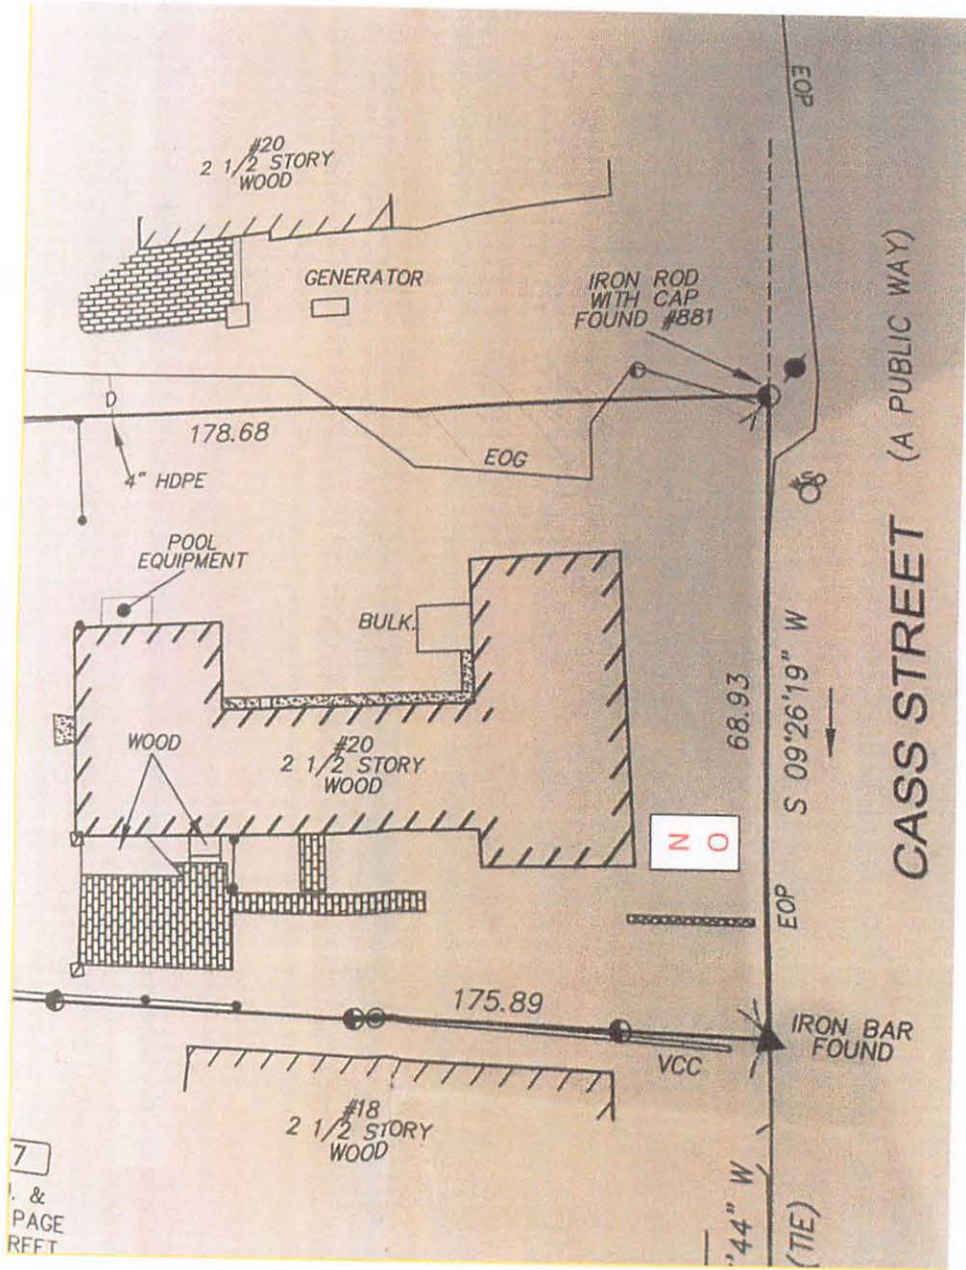 EOP
#20
2 1/2 STORY
WOOD
GENERATOR
IRON ROD
WITH CAP
FOUND #881
CASS STREET (A PUBLIC WAY)
D
178.68
4" HDPE
EOG
POOL
EQUIPMENT
BULK.
WOOD
#20
2 1/2 STORY
WOOD
68.93
S 09°26'19" W
N O
EOP
175.89
VCC
IRON BAR
FOUND
#18
2 1/2 STORY
WOOD
7
. &
PAGE
REET
'44" W
(TIE)